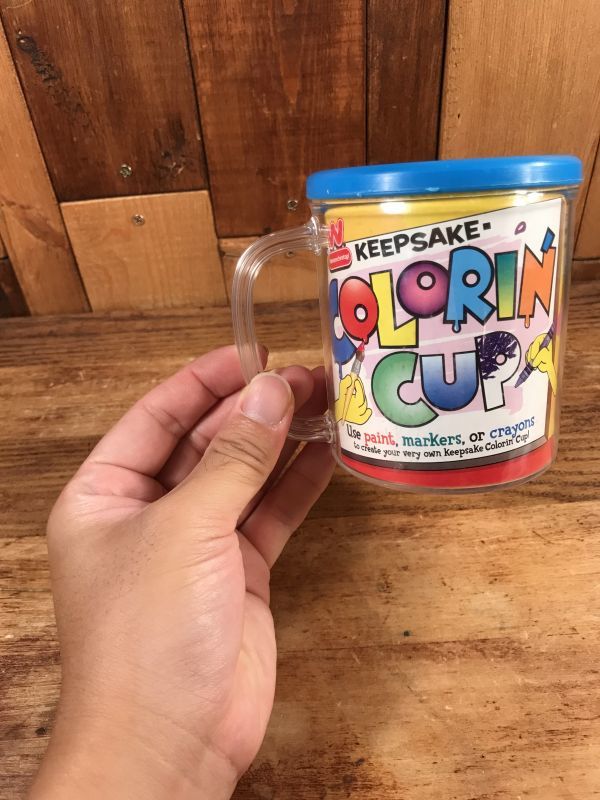 N
KEEPSAKE
COLORIN'
CUP
Use paint, markers, or crayons
to create your very own Keepsake Colorin' Cup!